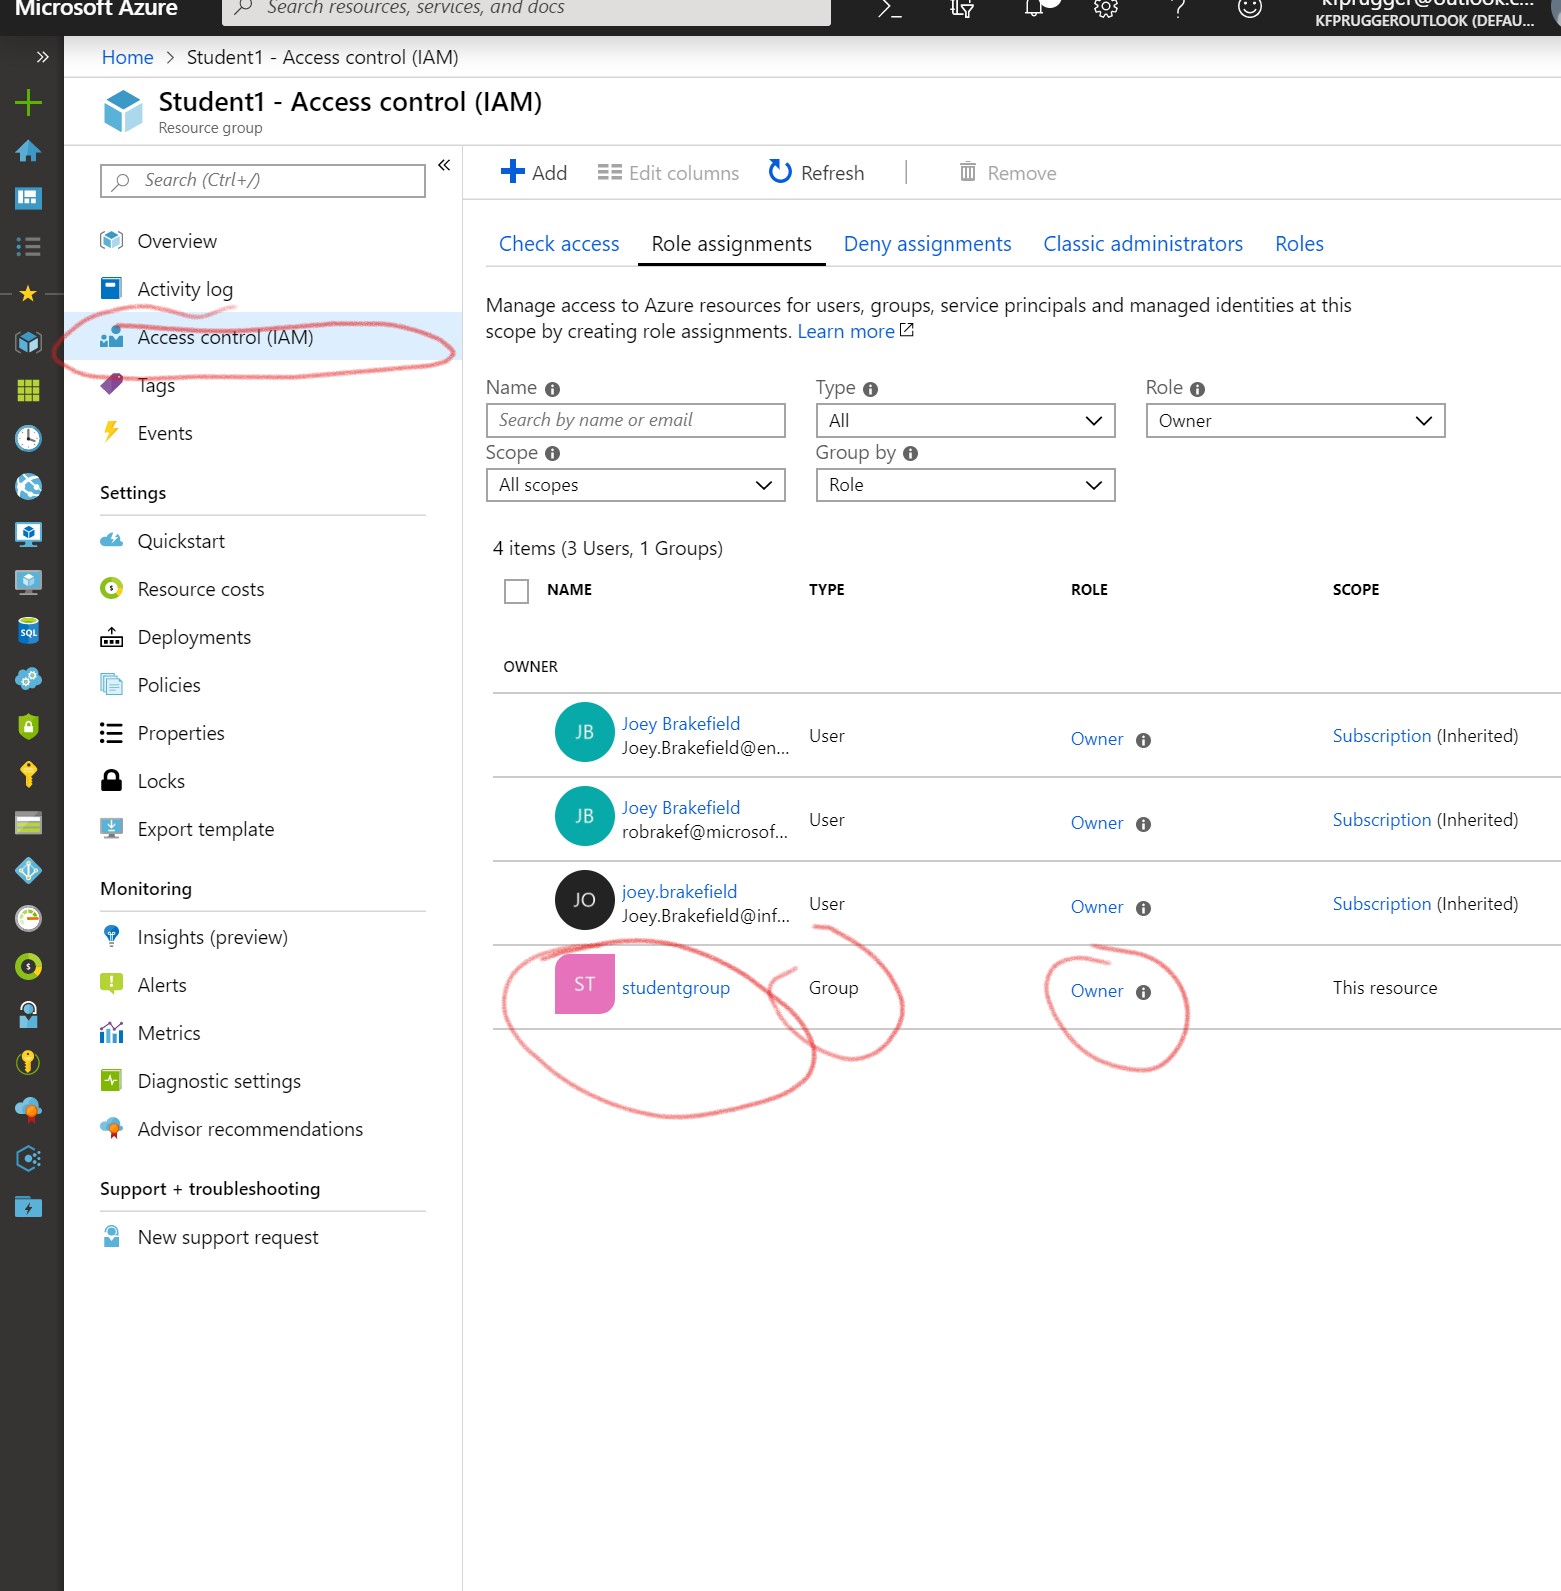 Microsoft Azure
Search resources, services, and docs
kfprugger@outlook.c...
KFPRUGGEROUTLOOK (DEFAU...
Home > Student1 - Access control (IAM)
Student1 - Access control (IAM)
Resource group
Search (Ctrl+/)
Overview
Activity log
Access control (IAM)
Tags
Events
Settings
Quickstart
Resource costs
Deployments
Policies
Properties
Locks
Export template
Monitoring
Insights (preview)
Alerts
Metrics
Diagnostic settings
Advisor recommendations
Support + troubleshooting
New support request
Add Edit columns Refresh Remove
Check access Role assignments Deny assignments Classic administrators Roles
Manage access to Azure resources for users, groups, service principals and managed identities at this
scope by creating role assignments. Learn more
Name Type Role
Search by name or email All Owner
Scope Group by
All scopes Role
4 items (3 Users, 1 Groups)
NAME TYPE ROLE SCOPE
OWNER
JB Joey Brakefield User Owner Subscription (Inherited)
Joey.Brakefield@en...
JB Joey Brakefield User Owner Subscription (Inherited)
robrakef@microsof...
JO joey.brakefield User Owner Subscription (Inherited)
Joey.Brakefield@inf...
ST studentgroup Group Owner This resource
SQL